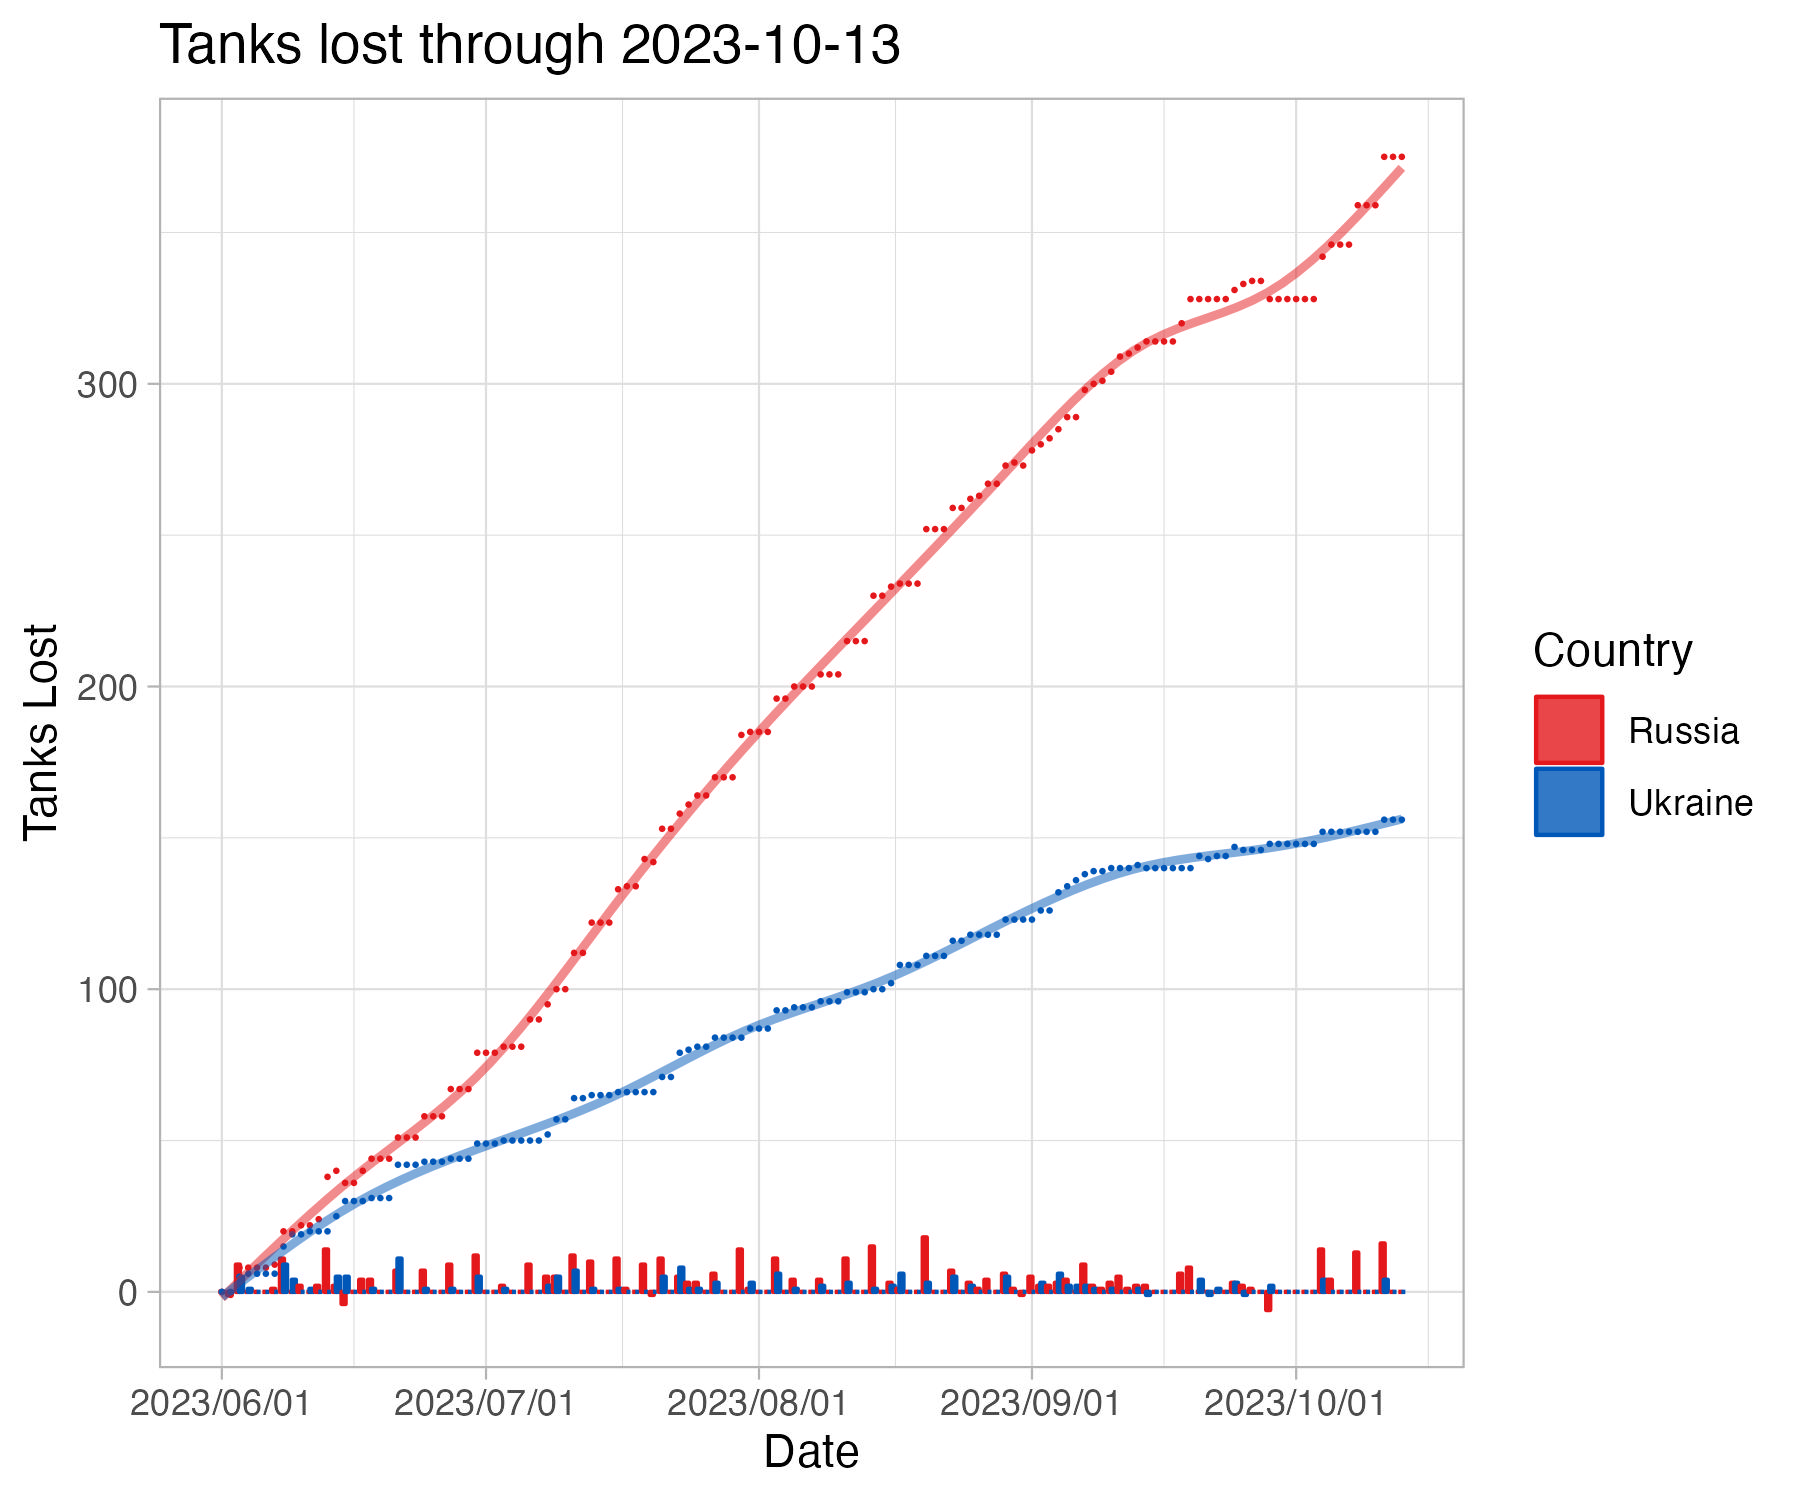 Tanks lost through 2023-10-13
Tanks Lost
300
200
100
0
2023/06/01 2023/07/01 2023/08/01 2023/09/01 2023/10/01
Date
Country
Russia
Ukraine